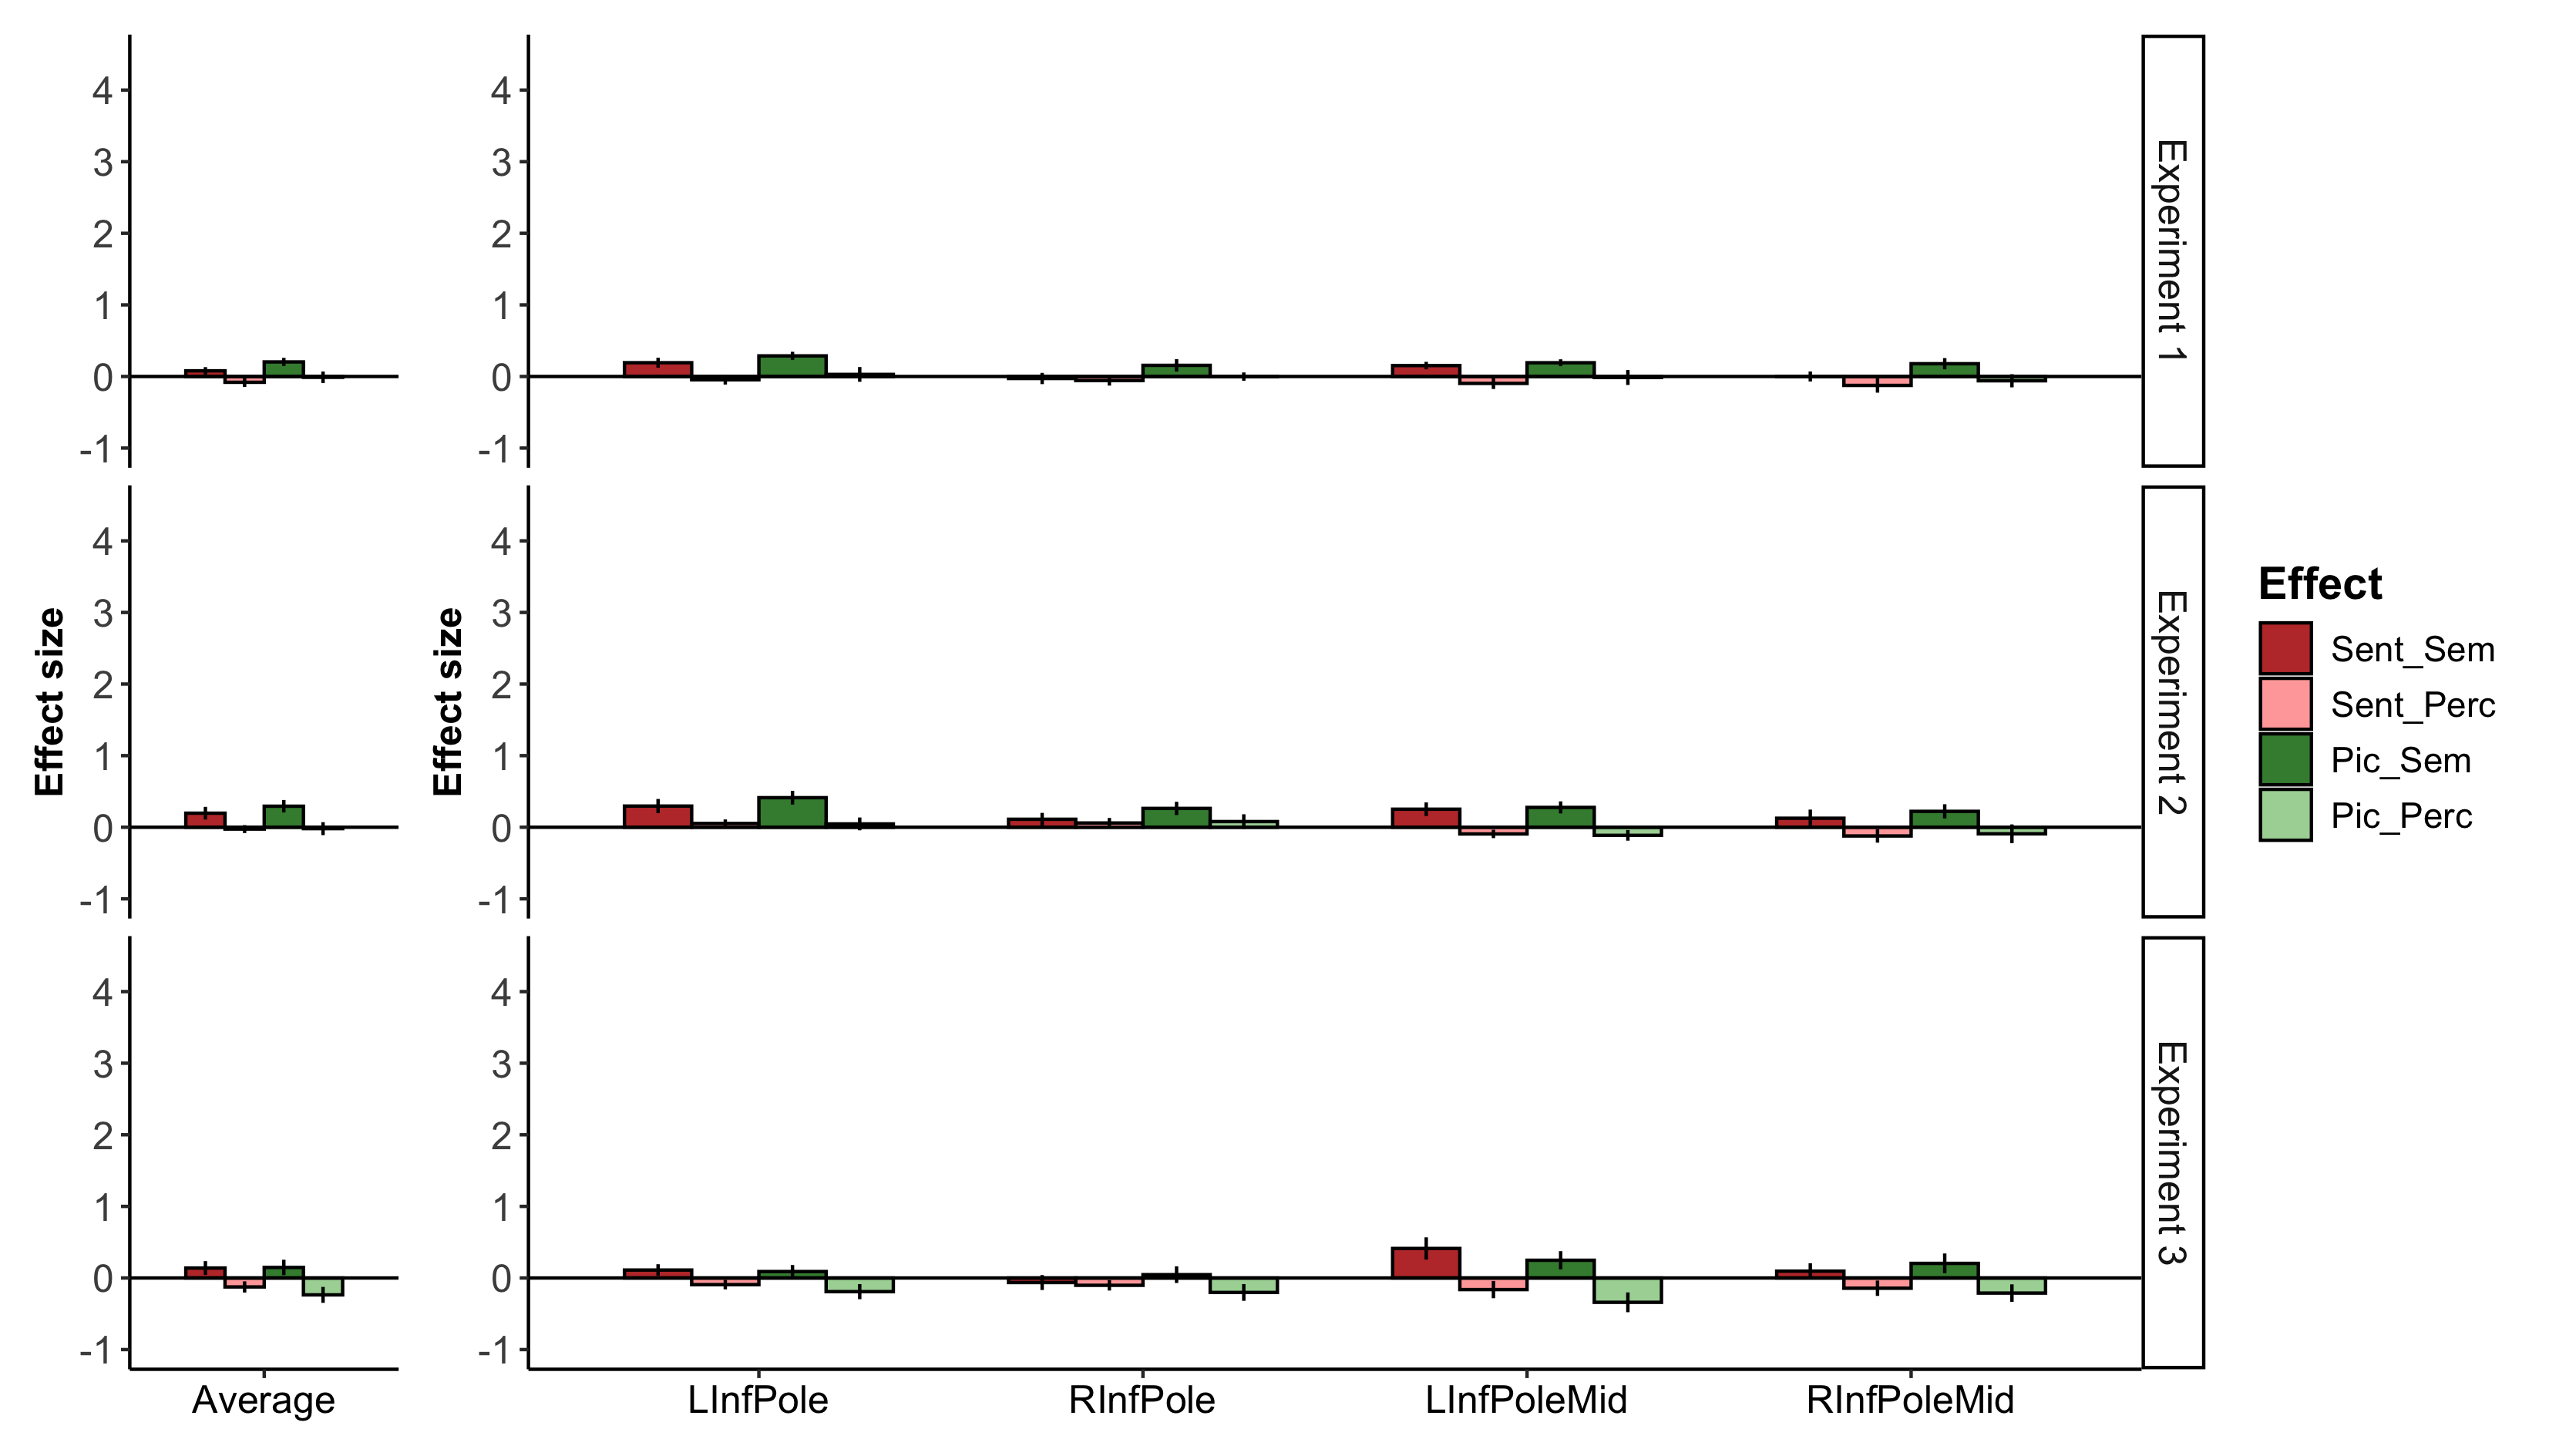 4
3
2
1
0
-1
4
3
2
1
0
-1
Experiment 1
4
3
2
1
0
-1
4
3
2
1
0
-1
Experiment 2
4
3
2
1
0
-1
4
3
2
1
0
-1
Experiment 3
Effect size
Effect size
Average
LInfPole
RInfPole
LInfPoleMid
RInfPoleMid
Effect
Sent_Sem
Sent_Perc
Pic_Sem
Pic_Perc